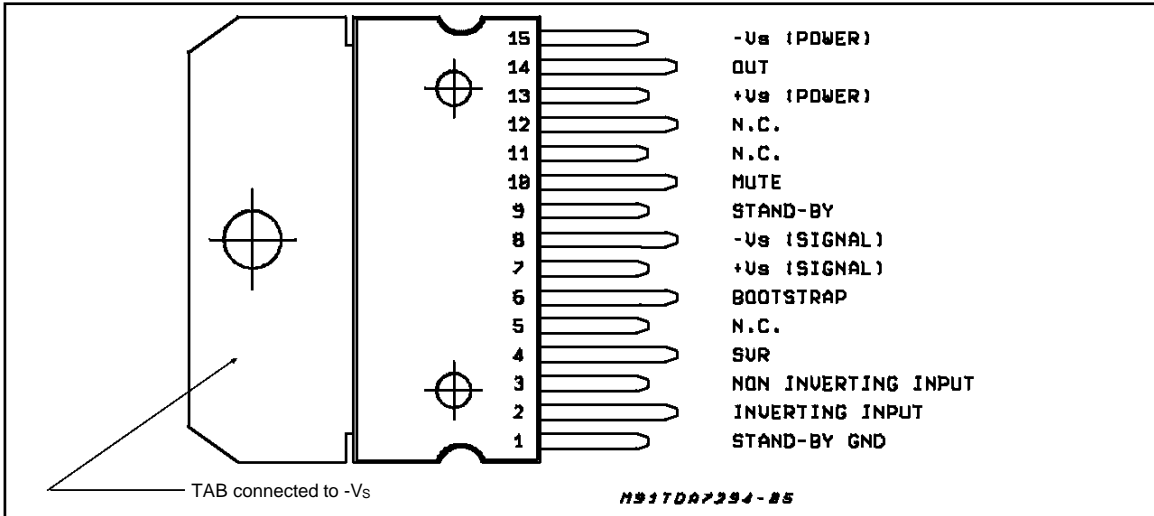 15 -Vs (POWER)
14 OUT
13 +Vs (POWER)
12 N.C.
11 N.C.
10 MUTE
9 STAND-BY
8 -Vs (SIGNAL)
7 +Vs (SIGNAL)
6 BOOTSTRAP
5 N.C.
4 SVR
3 NON INVERTING INPUT
2 INVERTING INPUT
1 STAND-BY GND
TAB connected to -VS
M91TDA7294-05